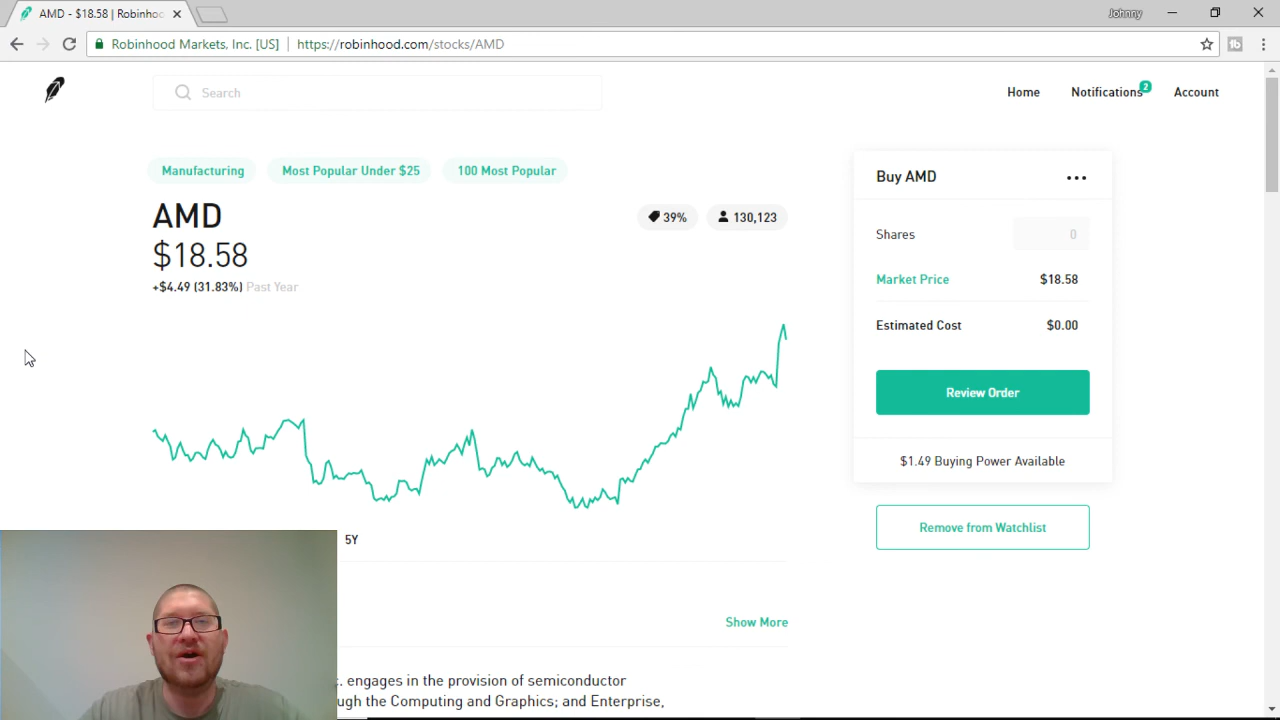 AMD - $18.58 | Robinhoo
Johnny
Robinhood Markets, Inc. [US] https://robinhood.com/stocks/AMD
Search
Home Notifications 2 Account
Manufacturing Most Popular Under $25 100 Most Popular
AMD
39% 130,123
$18.58
+$4.49 (31.83%) Past Year
5Y
Show More
. engages in the provision of semiconductor
ugh the Computing and Graphics; and Enterprise,
Buy AMD
Shares 0
Market Price $18.58
Estimated Cost $0.00
Review Order
$1.49 Buying Power Available
Remove from Watchlist